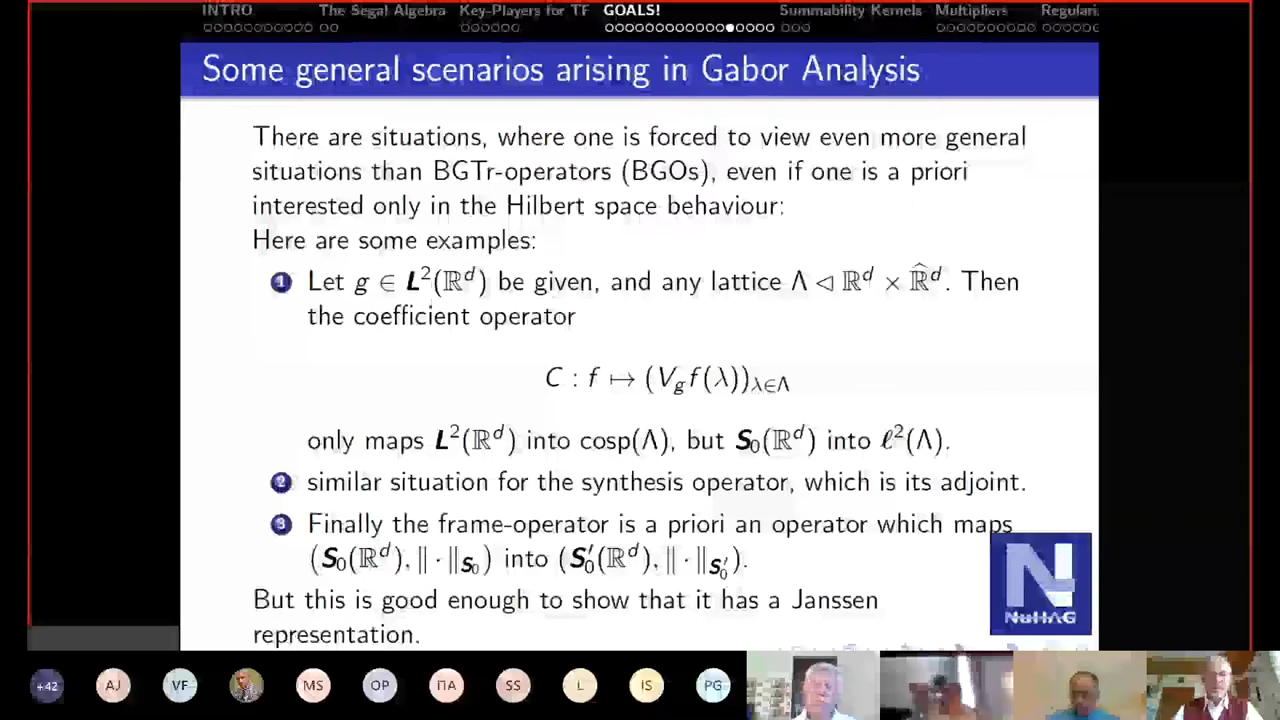 INTRO The Segal Algebra Key-Players for TF GOALS! Summability Kernels Multipliers Regulari
Some general scenarios arising in Gabor Analysis
There are situations, where one is forced to view even more general
situations than BGTr-operators (BGOs), even if one is a priori
interested only in the Hilbert space behaviour:
Here are some examples:
1 Let g ∈ L²(ℝᵈ) be given, and any lattice Λ ⊲ ℝᵈ × ℝ̂ᵈ. Then
the coefficient operator
C : f ↦ (V_g f(λ))_{λ∈Λ}
only maps L²(ℝᵈ) into cosp(Λ), but S₀(ℝᵈ) into ℓ²(Λ).
2 similar situation for the synthesis operator, which is its adjoint.
3 Finally the frame-operator is a priori an operator which maps
(S₀(ℝᵈ), ‖ · ‖_{S₀}) into (S₀′(ℝᵈ), ‖ · ‖_{S₀′}).
But this is good enough to show that it has a Janssen
representation.
NuHAG
+42 AJ VF MS OP ПА SS L IS PG